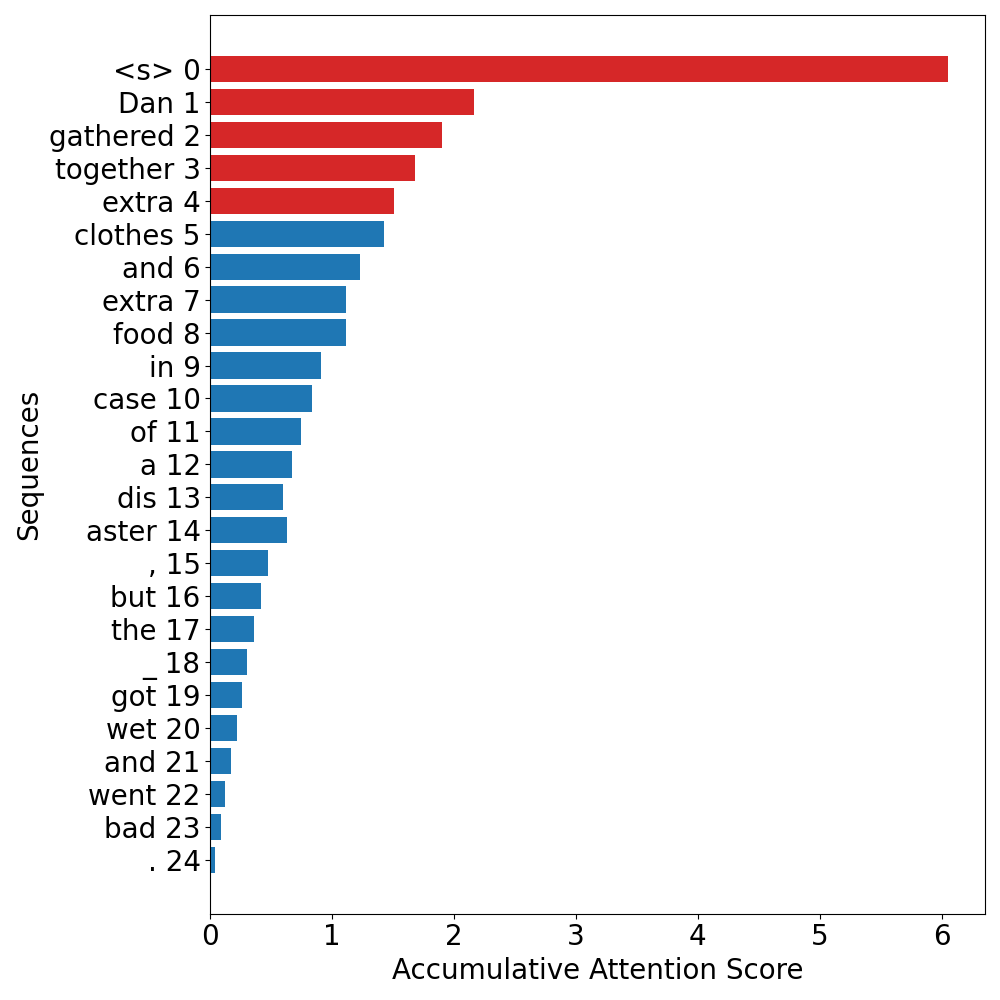 <s> 0
Dan 1
gathered 2
together 3
extra 4
clothes 5
and 6
extra 7
food 8
in 9
case 10
of 11
a 12
dis 13
aster 14
, 15
but 16
the 17
_ 18
got 19
wet 20
and 21
went 22
bad 23
. 24
Sequences
0 1 2 3 4 5 6
Accumulative Attention Score